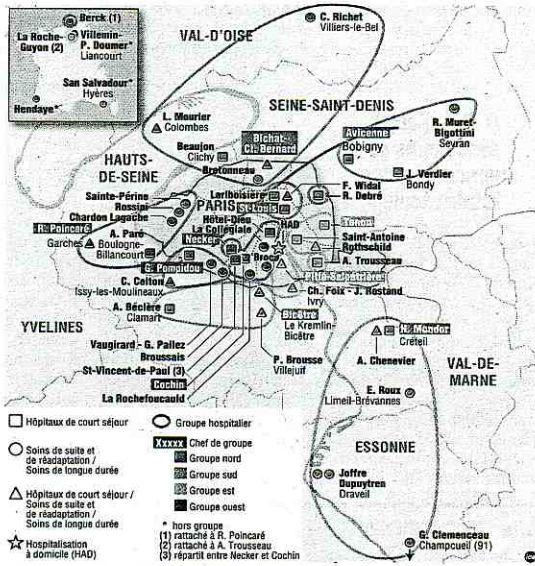 Berck (1)
La Roche-
Guyon (2)
Villemin-
P. Doumer*
Liancourt
San Salvadour*
Hyères
Hendaye*
C. Richet
Villiers-le-Bel
VAL-D'OISE
SEINE-SAINT-DENIS
L. Mourier
Colombes
Bichat-
Cl. Bernard
Avicenne
Bobigny
R. Muret-
Bigottini
Sevran
Beaujon
Clichy
Bretonneau
J. Verdier
Bondy
HAUTS-
DE-SEINE
Sainte-Périne
Rossini
Chardon Lagache
PARIS
Lariboisière
St-Louis
F. Widal
R. Debré
Hôtel-Dieu
La Collégiale
HAD
Tenon
R. Poincaré
Garches
A. Paré
Boulogne-
Billancourt
Necker
Broca
Saint-Antoine
Rothschild
A. Trousseau
G. Pompidou
Pitié-Salpêtrière
C. Celton
Issy-les-Moulineaux
Ch. Foix - J. Rostand
Ivry
A. Béclère
Clamart
Bicêtre
Le Kremlin-
Bicêtre
H. Mondor
Créteil
YVELINES
Vaugirard - G. Pallez
Broussais
St-Vincent-de-Paul (3)
Cochin
La Rochefoucauld
P. Brousse
Villejuif
A. Chenevier
VAL-DE-
MARNE
E. Roux
Limeil-Brévannes
ESSONNE
Joffre
Dupuytren
Draveil
G. Clemenceau
Champcueil (91)
Hôpitaux de court séjour
Soins de suite et
de réadaptation /
Soins de longue durée
Hôpitaux de court séjour /
Soins de suite et
de réadaptation /
Soins de longue durée
Hospitalisation
à domicile (HAD)
Groupe hospitalier
Xxxxx Chef de groupe
Groupe nord
Groupe sud
Groupe est
Groupe ouest
* hors groupe
(1) rattaché à R. Poincaré
(2) rattaché à A. Trousseau
(3) répartit entre Necker et Cochin